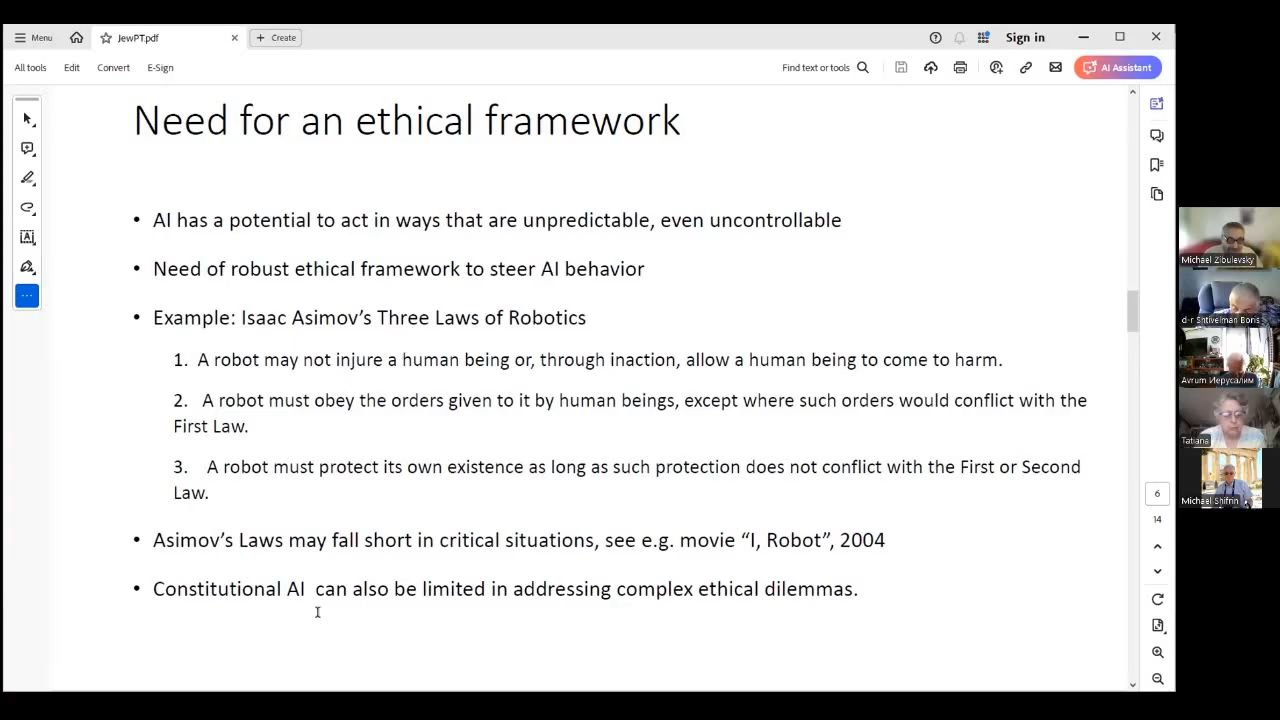 Menu
JewPT.pdf
Create
Sign in
All tools
Edit
Convert
E-Sign
Find text or tools
AI Assistant
Need for an ethical framework
• AI has a potential to act in ways that are unpredictable, even uncontrollable
• Need of robust ethical framework to steer AI behavior
• Example: Isaac Asimov’s Three Laws of Robotics
1. A robot may not injure a human being or, through inaction, allow a human being to come to harm.
2. A robot must obey the orders given to it by human beings, except where such orders would conflict with the
First Law.
3. A robot must protect its own existence as long as such protection does not conflict with the First or Second
Law.
• Asimov’s Laws may fall short in critical situations, see e.g. movie “I, Robot”, 2004
• Constitutional AI can also be limited in addressing complex ethical dilemmas.
6
14
Michael Zibulevsky
d-r Shtivelman Boris
Avrum Иерусалим
Tatiana
Michael Shifrin